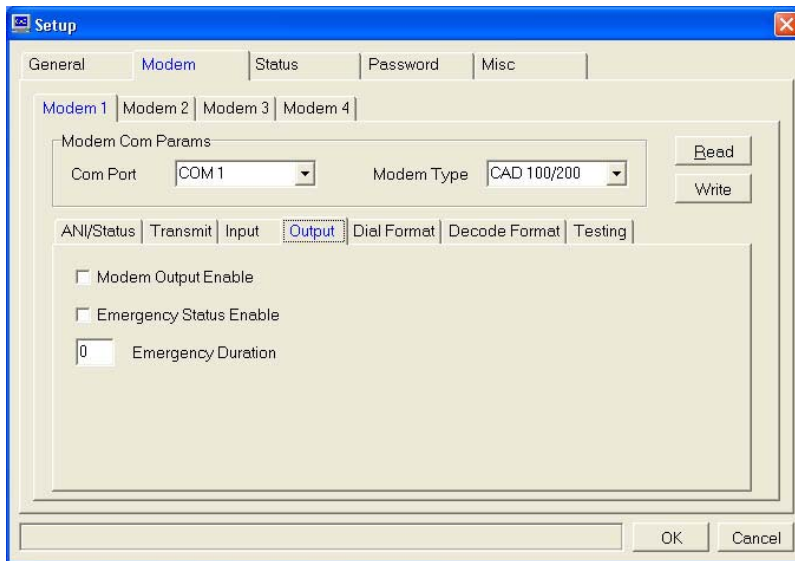 Setup
General Modem Status Password Misc
Modem 1 Modem 2 Modem 3 Modem 4
Modem Com Params
Com Port COM 1 Modem Type CAD 100/200
Read
Write
ANI/Status Transmit Input Output Dial Format Decode Format Testing
Modem Output Enable
Emergency Status Enable
0 Emergency Duration
OK Cancel